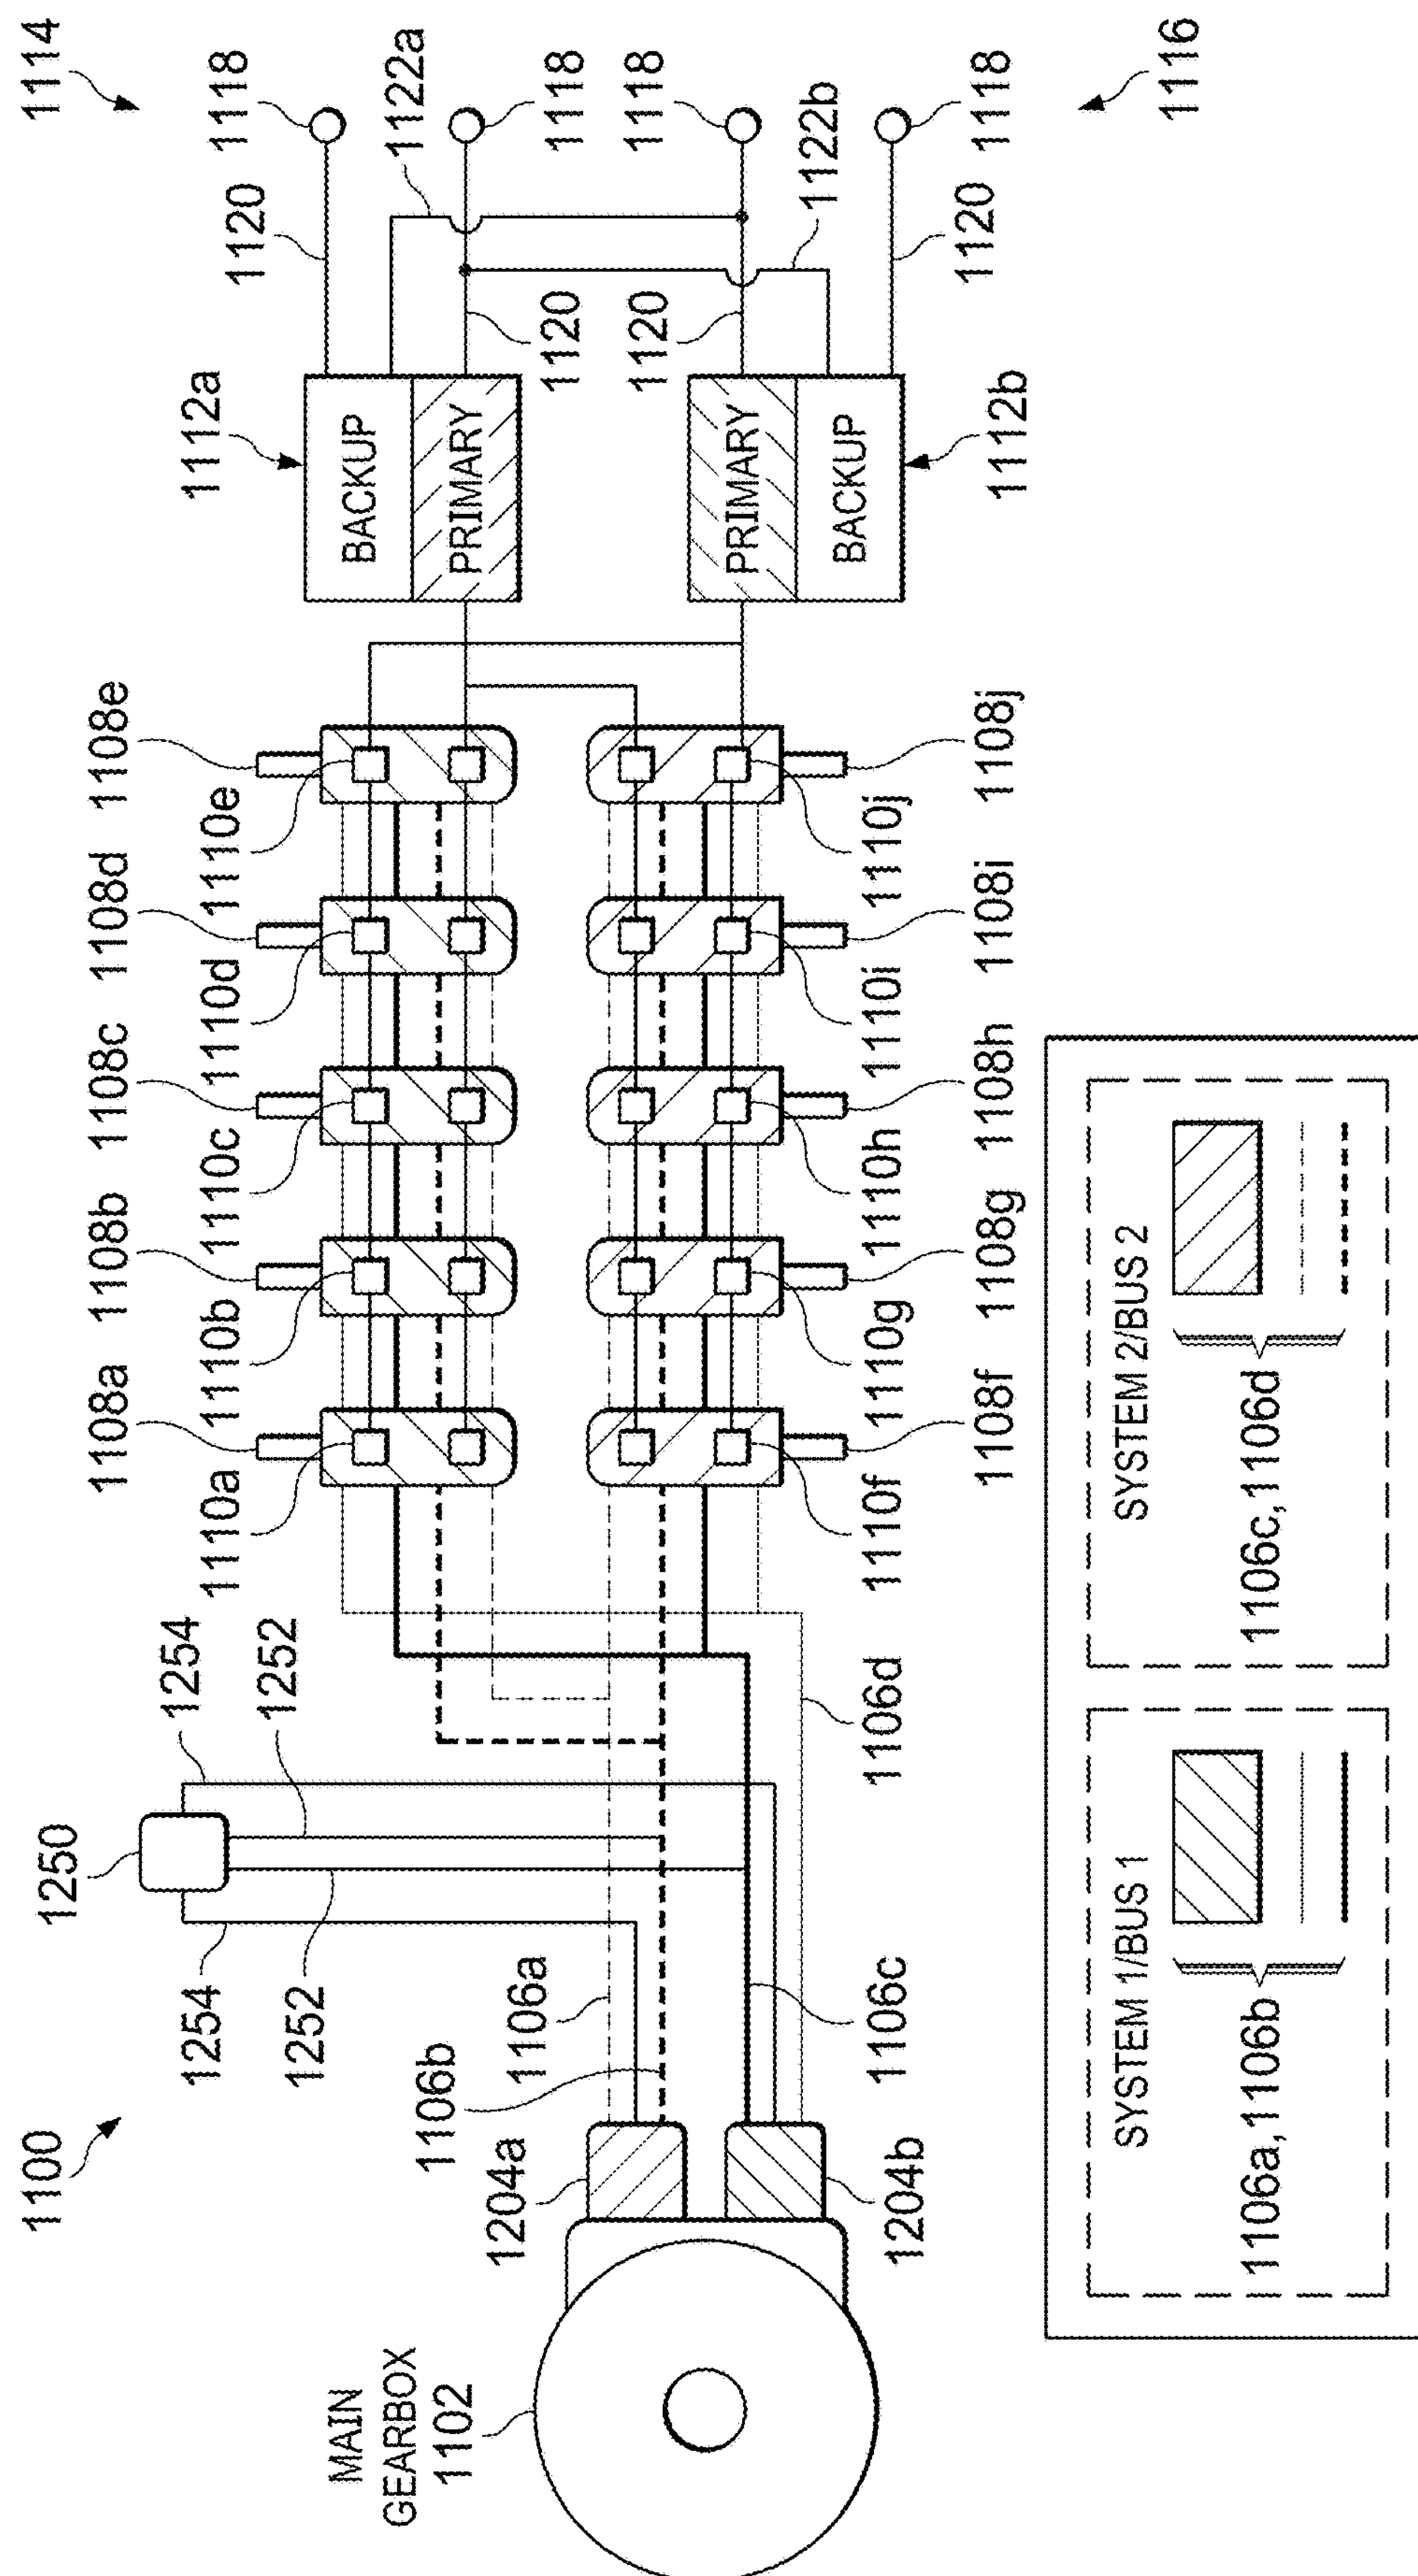 1100
1114
1116
1118
1118
1118
1118
1120
1120
1120
1120
1122a
1122b
1112a
1112b
BACKUP
PRIMARY
PRIMARY
BACKUP
1108a
1108b
1108c
1108d
1108e
1110a
1110b
1110c
1110d
1110e
1110f
1110g
1110h
1110i
1110j
1108f
1108g
1108h
1108i
1108j
1250
1254
1252
1254
1252
1106a
1106b
1106c
1106d
1204a
1204b
MAIN
GEARBOX
1102
SYSTEM 1/BUS 1
1106a,1106b
SYSTEM 2/BUS 2
1106c,1106d